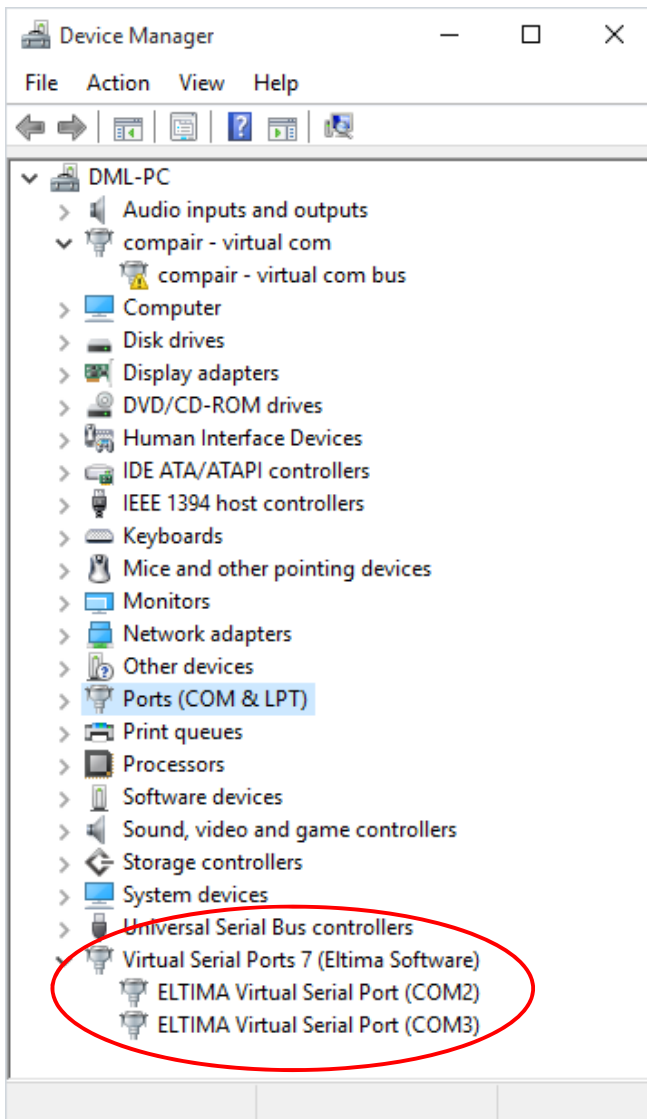 Device Manager
File Action View Help
DML-PC
Audio inputs and outputs
compair - virtual com
compair - virtual com bus
Computer
Disk drives
Display adapters
DVD/CD-ROM drives
Human Interface Devices
IDE ATA/ATAPI controllers
IEEE 1394 host controllers
Keyboards
Mice and other pointing devices
Monitors
Network adapters
Other devices
Ports (COM & LPT)
Print queues
Processors
Software devices
Sound, video and game controllers
Storage controllers
System devices
Universal Serial Bus controllers
Virtual Serial Ports 7 (Eltima Software)
ELTIMA Virtual Serial Port (COM2)
ELTIMA Virtual Serial Port (COM3)